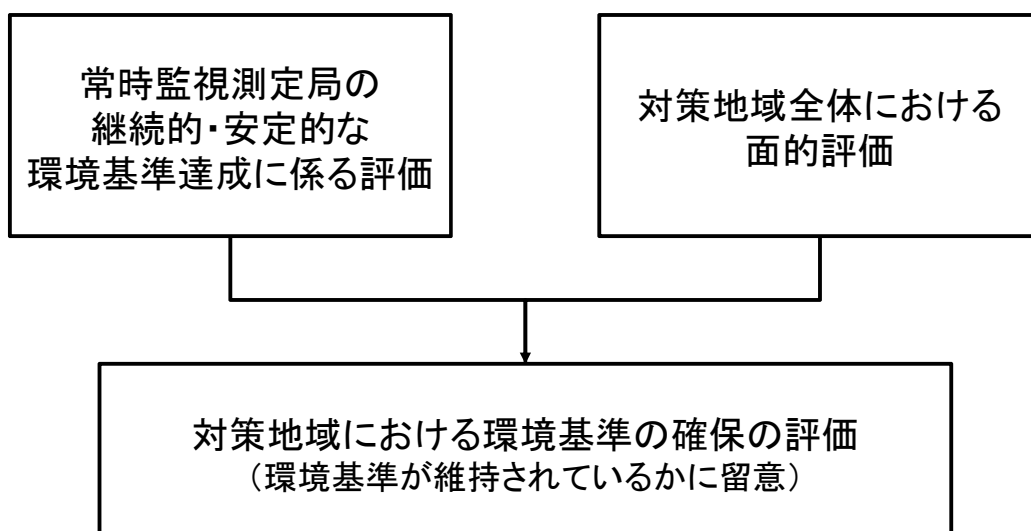 常時監視測定局の
継続的・安定的な
環境基準達成に係る評価
対策地域全体における
面的評価
対策地域における環境基準の確保の評価
（環境基準が維持されているかに留意）